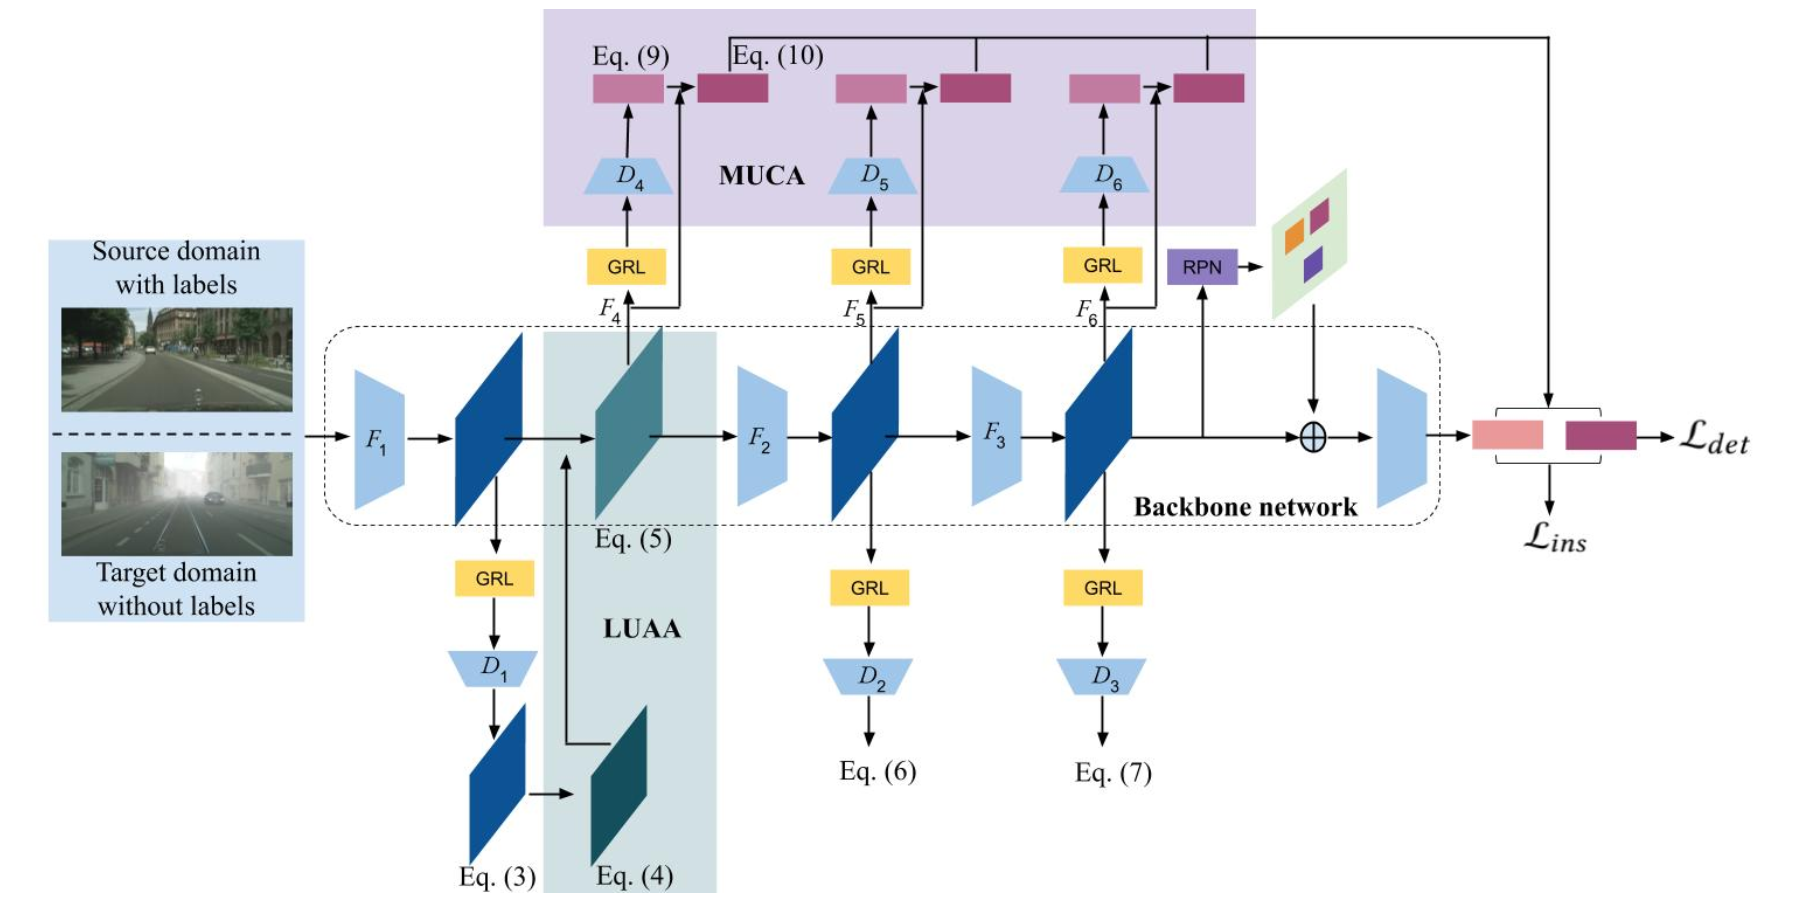 Eq. (9)
Eq. (10)
D4
MUCA
D5
D6
Source domain
with labels
GRL
GRL
GRL
RPN
F4
F5
F6
F1
F2
F3
Backbone network
ℒdet
ℒins
Eq. (5)
Target domain
without labels
GRL
GRL
GRL
LUAA
D1
D2
D3
Eq. (6)
Eq. (7)
Eq. (3)
Eq. (4)